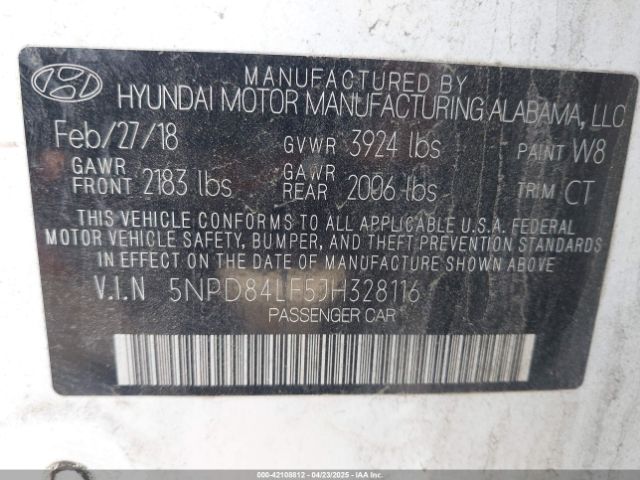 MANUFACTURED BY
HYUNDAI MOTOR MANUFACTURING ALABAMA, LLC
Feb/27/18 GVWR 3924 lbs PAINT W8
GAWR FRONT 2183 lbs GAWR REAR 2006 lbs TRIM CT
THIS VEHICLE CONFORMS TO ALL APPLICABLE U.S.A. FEDERAL
MOTOR VEHICLE SAFETY, BUMPER, AND THEFT PREVENTION STANDARDS
IN EFFECT ON THE DATE OF MANUFACTURE SHOWN ABOVE.
V.I.N 5NPD84LF5JH328116
PASSENGER CAR
000-42108812 - 04/23/2025 - IAAI.COM